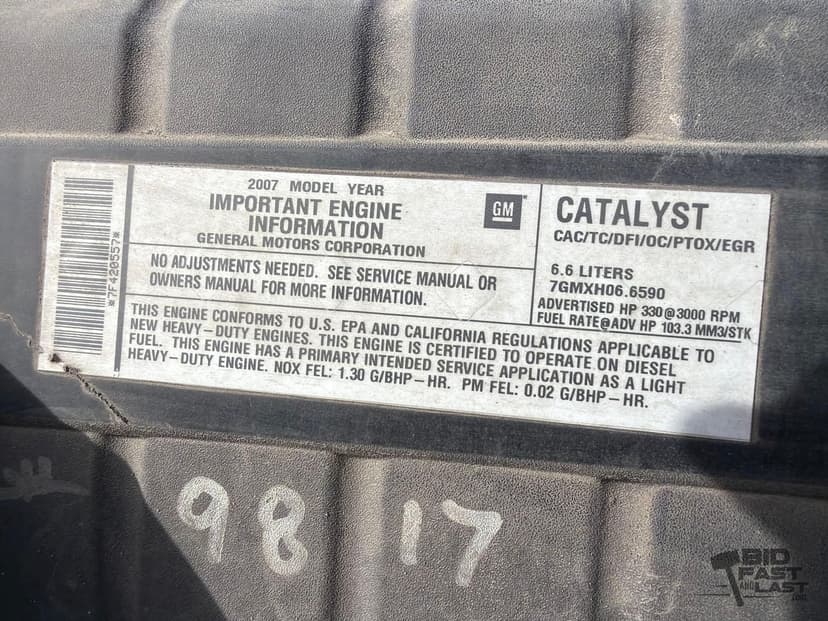 *7F420557*
2007 MODEL YEAR
IMPORTANT ENGINE
INFORMATION
GENERAL MOTORS CORPORATION
GM
NO ADJUSTMENTS NEEDED. SEE SERVICE MANUAL OR
OWNERS MANUAL FOR MORE INFORMATION.
CATALYST
CAC/TC/DFI/OC/PTOX/EGR
6.6 LITERS
7GMXH06.6590
ADVERTISED HP 330@3000 RPM
FUEL RATE@ADV HP 103.3 MM3/STK
THIS ENGINE CONFORMS TO U.S. EPA AND CALIFORNIA REGULATIONS APPLICABLE TO
NEW HEAVY-DUTY ENGINES. THIS ENGINE IS CERTIFIED TO OPERATE ON DIESEL
FUEL. THIS ENGINE HAS A PRIMARY INTENDED SERVICE APPLICATION AS A LIGHT
HEAVY-DUTY ENGINE. NOX FEL: 1.30 G/BHP-HR. PM FEL: 0.02 G/BHP-HR.
98 17
BID
FAST
AND LAST
.COM